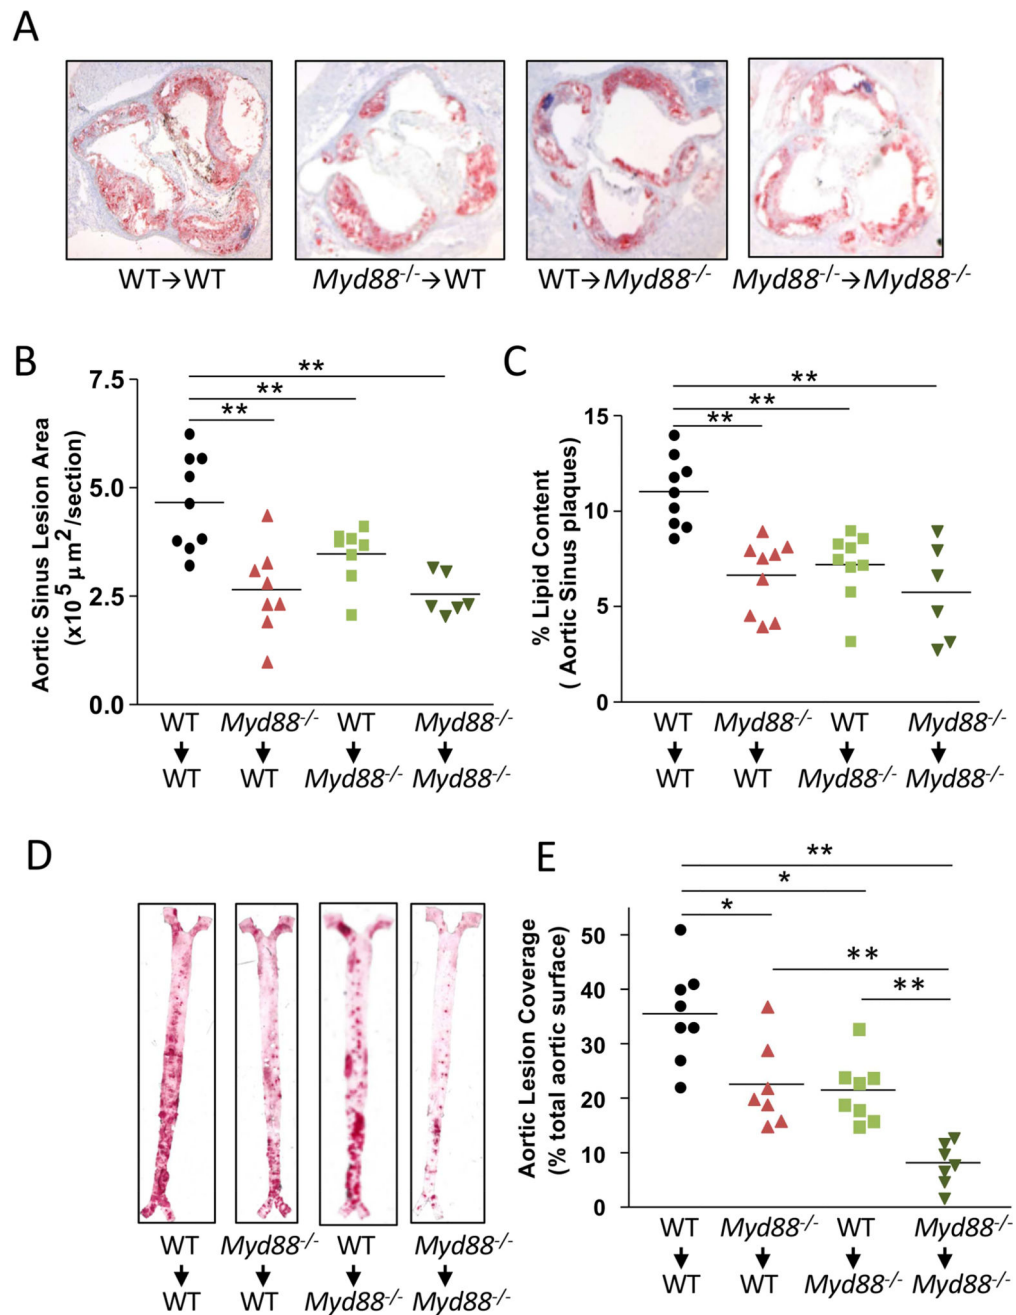 A
WT→WT
Myd88-/-→WT
WT→Myd88-/-
Myd88-/-→Myd88-/-
B
Aortic Sinus Lesion Area
(x10^5 μm^2/section)
7.5
5.0
2.5
0.0
**
**
**
WT Myd88-/- WT Myd88-/-
WT WT Myd88-/- Myd88-/-
C
% Lipid Content
( Aortic Sinus plaques)
15
10
5
0
**
**
**
WT Myd88-/- WT Myd88-/-
WT WT Myd88-/- Myd88-/-
D
WT Myd88-/- WT Myd88-/-
WT WT Myd88-/- Myd88-/-
E
Aortic Lesion Coverage
(% total aortic surface)
50
40
30
20
10
0
**
*
*
**
**
WT Myd88-/- WT Myd88-/-
WT WT Myd88-/- Myd88-/-